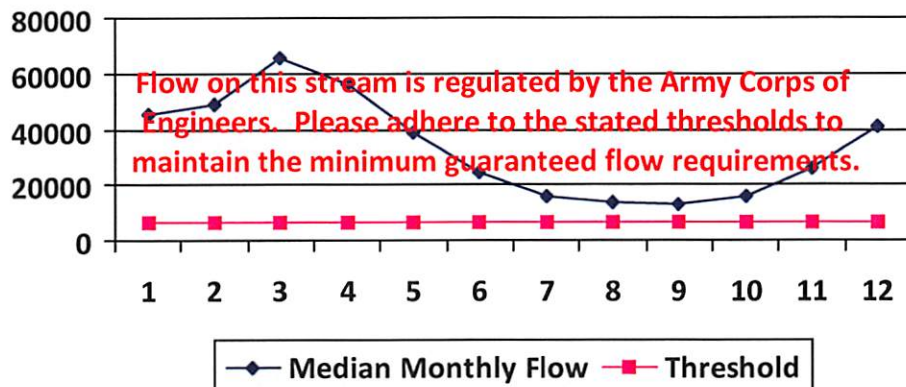 80000
60000
40000
20000
0
Flow on this stream is regulated by the Army Corps of
Engineers. Please adhere to the stated thresholds to
maintain the minimum guaranteed flow requirements.
1 2 3 4 5 6 7 8 9 10 11 12
Median Monthly Flow Threshold